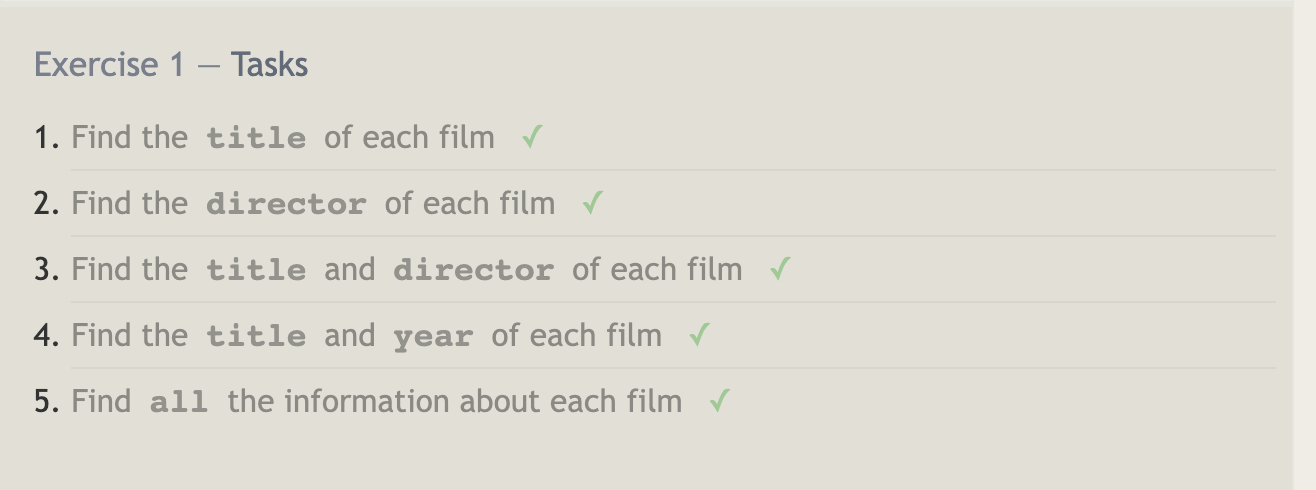 Exercise 1 — Tasks
1. Find the title of each film ✓
2. Find the director of each film ✓
3. Find the title and director of each film ✓
4. Find the title and year of each film ✓
5. Find all the information about each film ✓